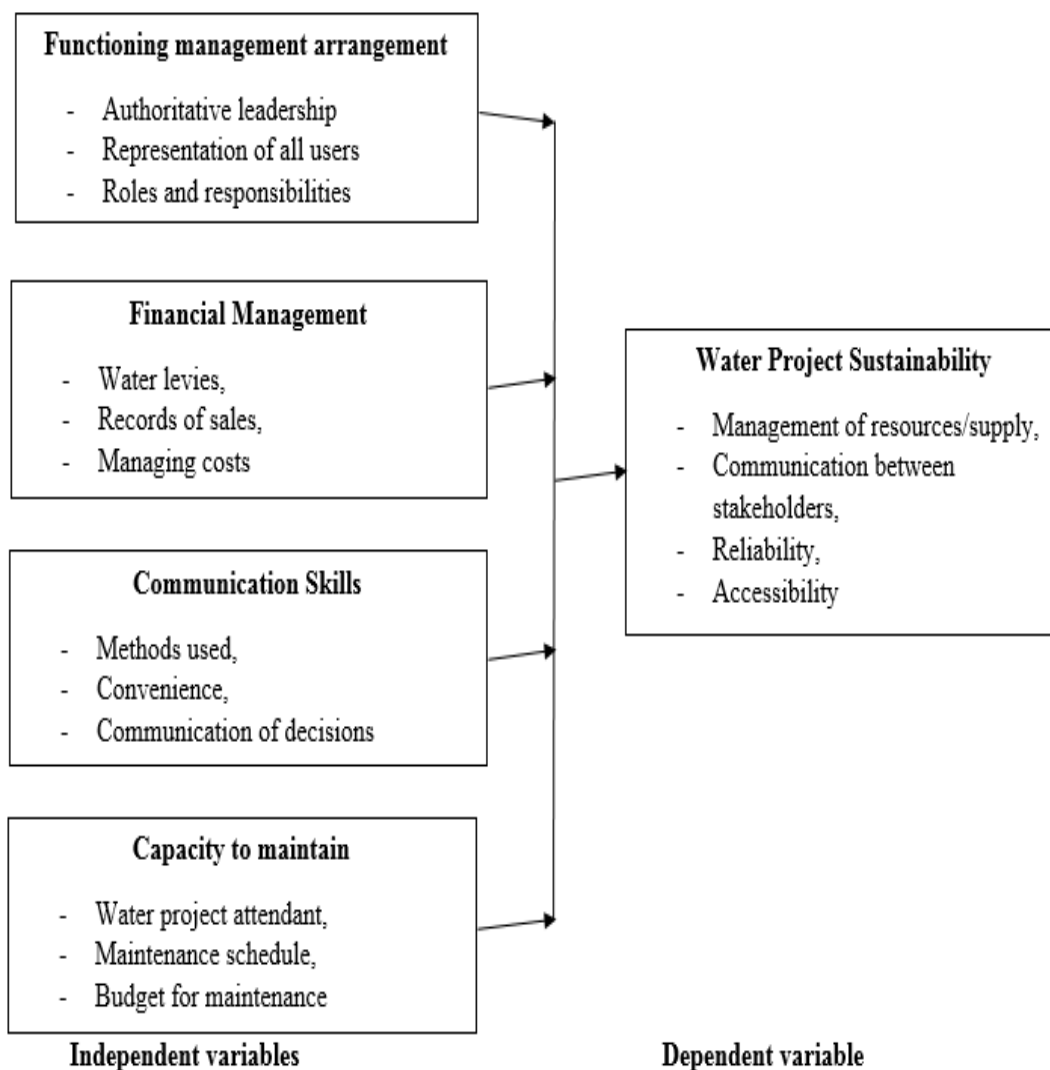 Functioning management arrangement
- Authoritative leadership
- Representation of all users
- Roles and responsibilities
Financial Management
- Water levies,
- Records of sales,
- Managing costs
Communication Skills
- Methods used,
- Convenience,
- Communication of decisions
Capacity to maintain
- Water project attendant,
- Maintenance schedule,
- Budget for maintenance
Independent variables
Water Project Sustainability
- Management of resources/supply,
- Communication between
stakeholders,
- Reliability,
- Accessibility
Dependent variable